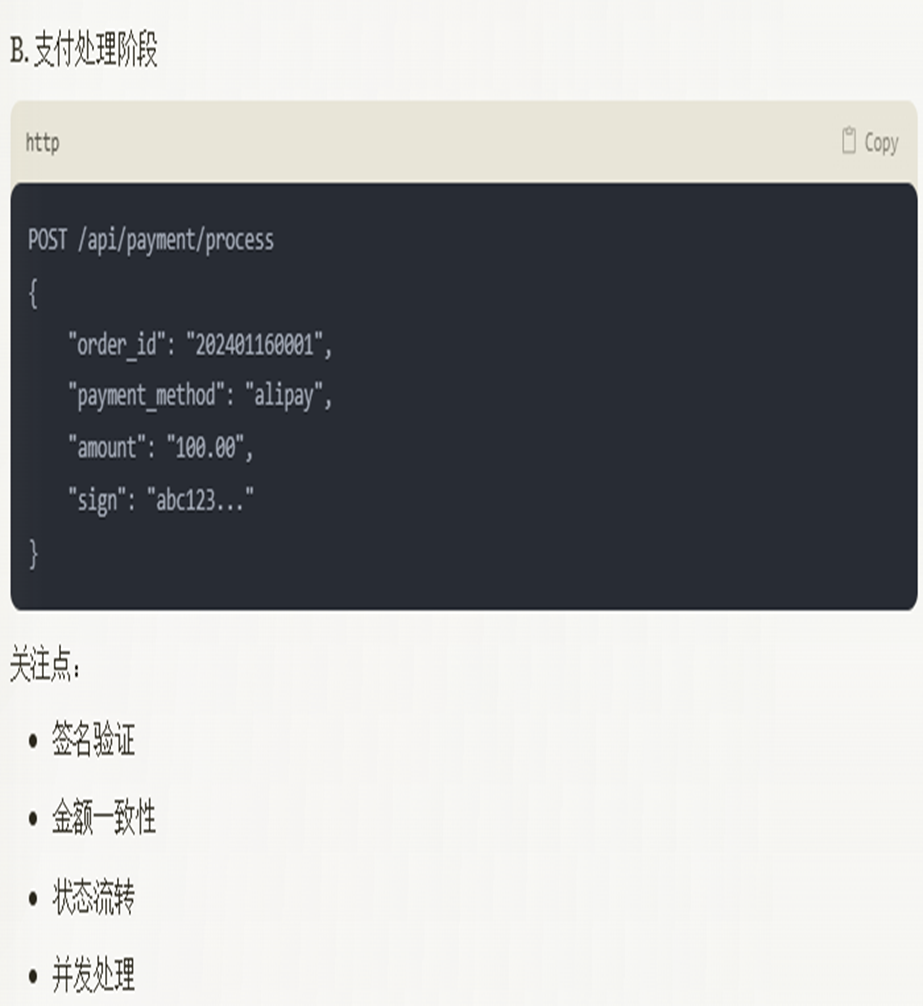 B. 支付处理阶段
http
Copy
POST /api/payment/process
{
    "order_id": "202401160001",
    "payment_method": "alipay",
    "amount": "100.00",
    "sign": "abc123..."
}
关注点：
• 签名验证
• 金额一致性
• 状态流转
• 并发处理